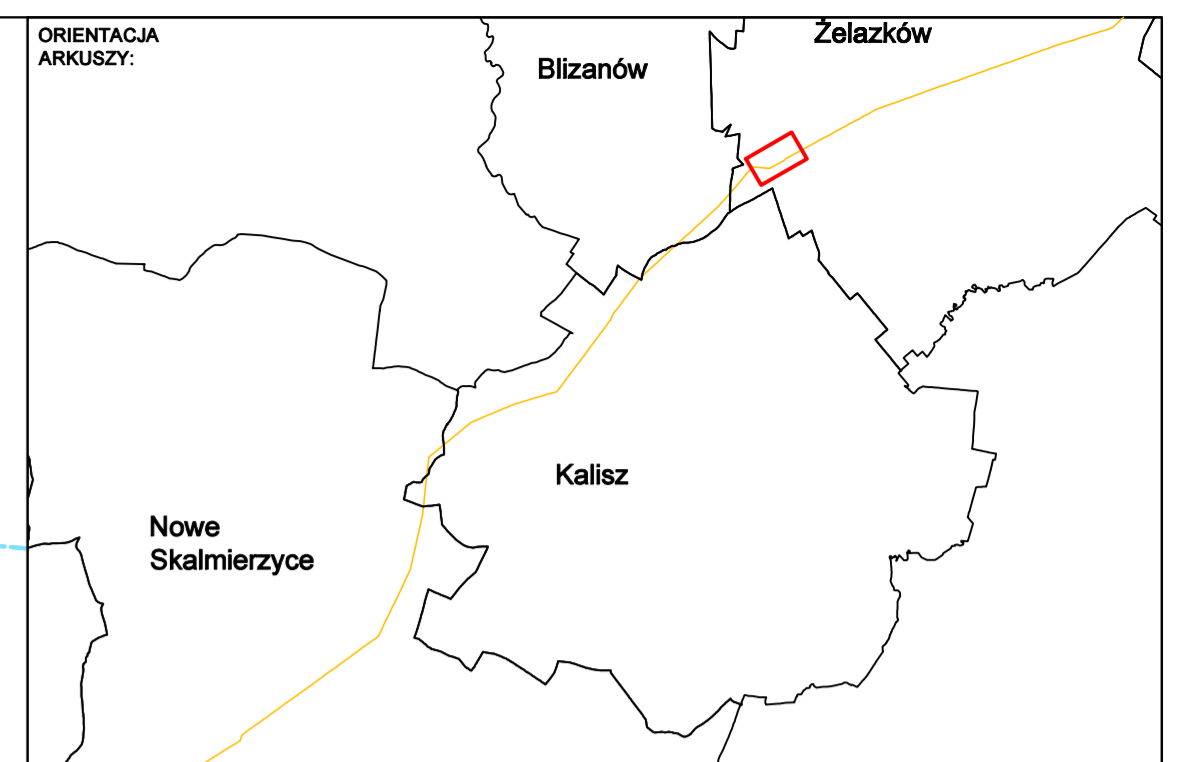 ORIENTACJA
ARKUSZY:
Żelazków
Blizanów
Kalisz
Nowe
Skalmierzyce